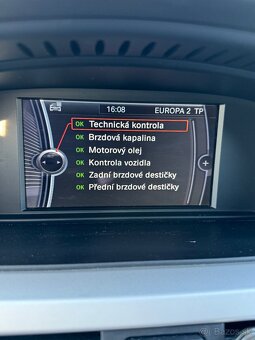 16:08 EUROPA 2 TP
OK Technická kontrola
OK Brzdová kapalina
OK Motorový olej
OK Kontrola vozidla
OK Zadní brzdové destičky
OK Přední brzdové destičky